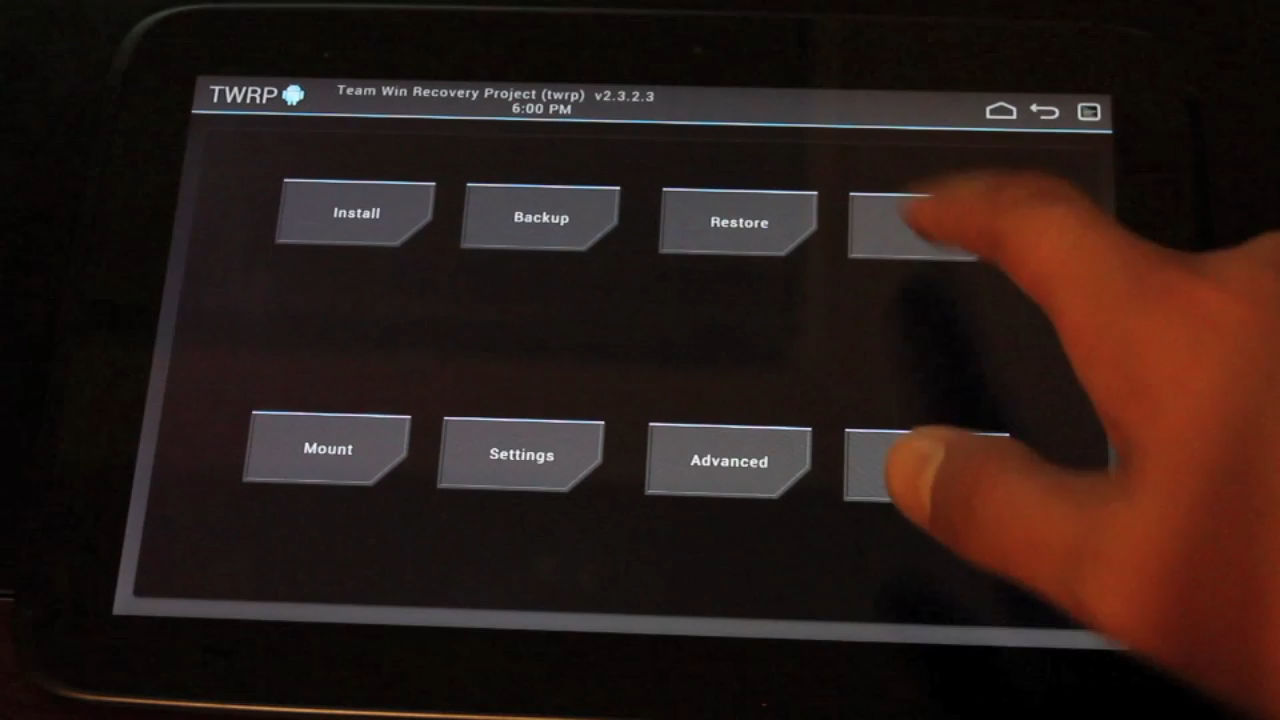 TWRP
Team Win Recovery Project (twrp) v2.3.2.3
6:00 PM
Install
Backup
Restore
Mount
Settings
Advanced